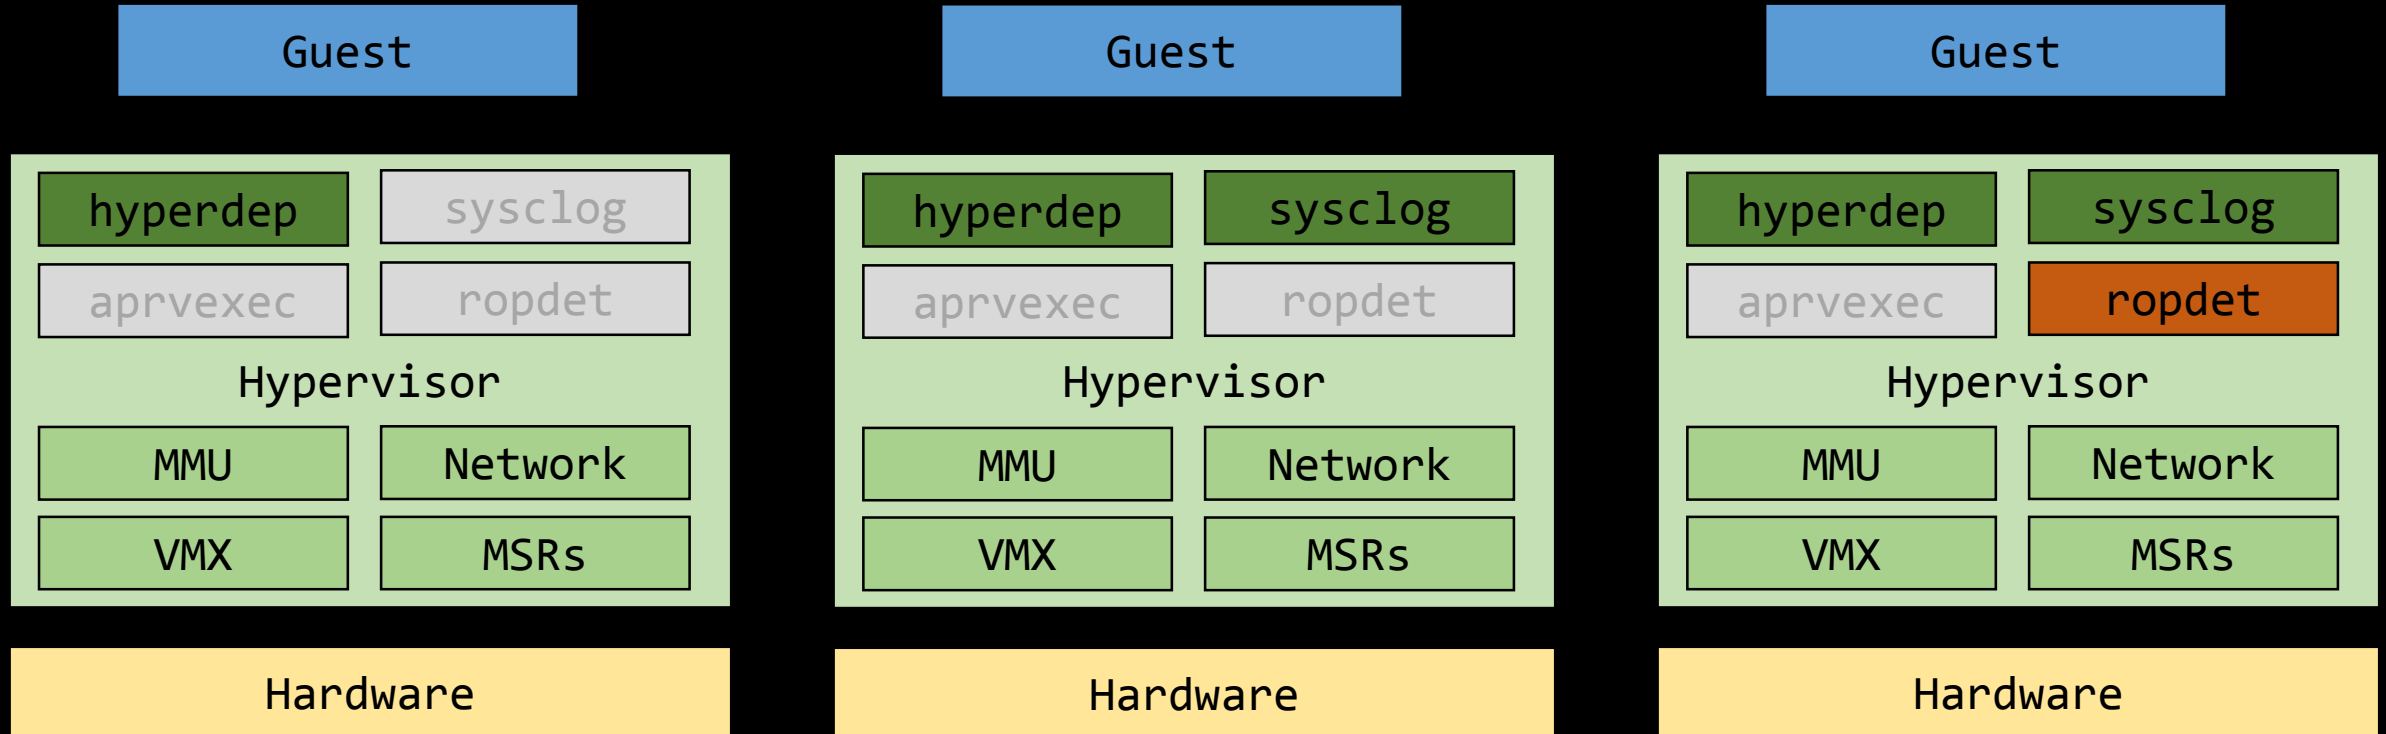 Guest
hyperdep sysclog
aprvexec ropdet
Hypervisor
MMU Network
VMX MSRs
Hardware
Guest
hyperdep sysclog
aprvexec ropdet
Hypervisor
MMU Network
VMX MSRs
Hardware
Guest
hyperdep sysclog
aprvexec ropdet
Hypervisor
MMU Network
VMX MSRs
Hardware